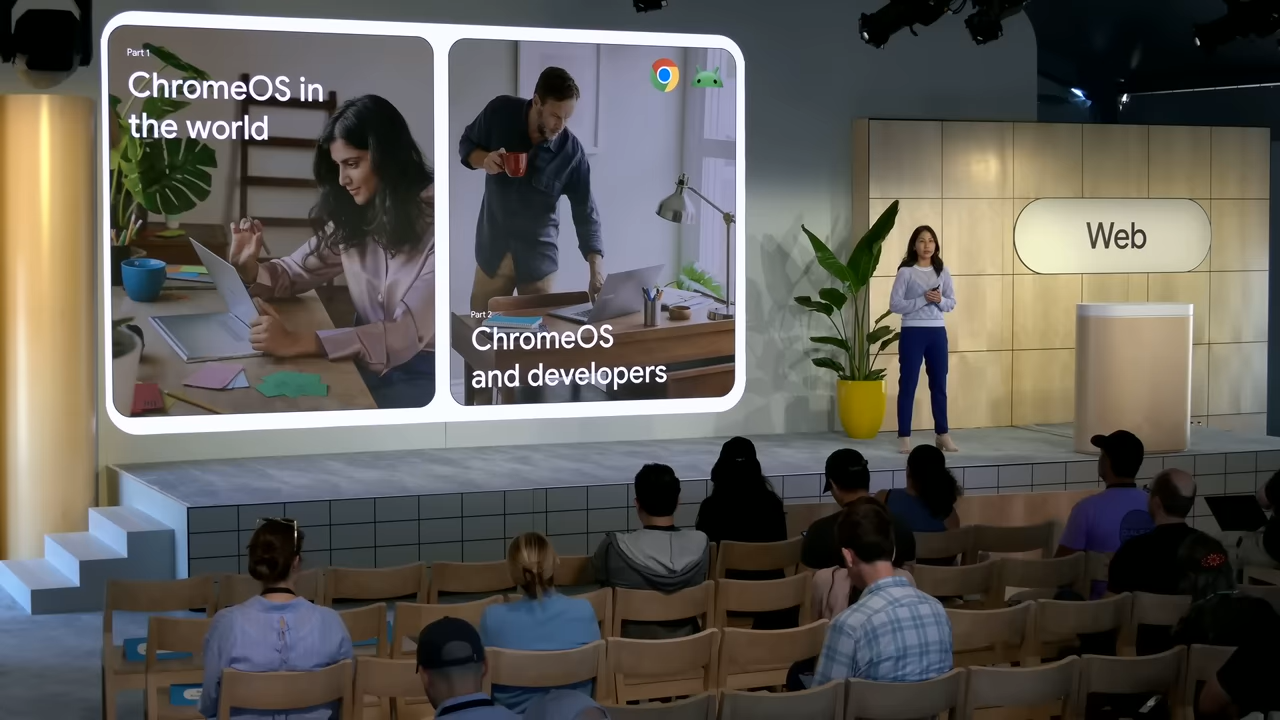 Part 1
ChromeOS in
the world
Part 2
ChromeOS
and developers
Web